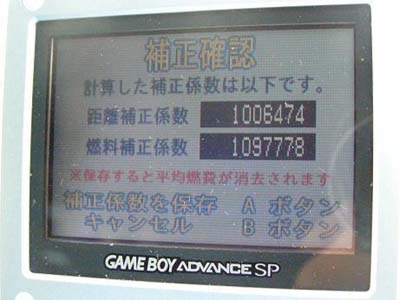 補正確認
計算した補正係数は以下です。
距離補正係数 1006474
燃料補正係数 1097778
※保存すると平均燃費が消去されます
補正係数を保存 A ボタン
キャンセル B ボタン
GAME BOY ADVANCE SP